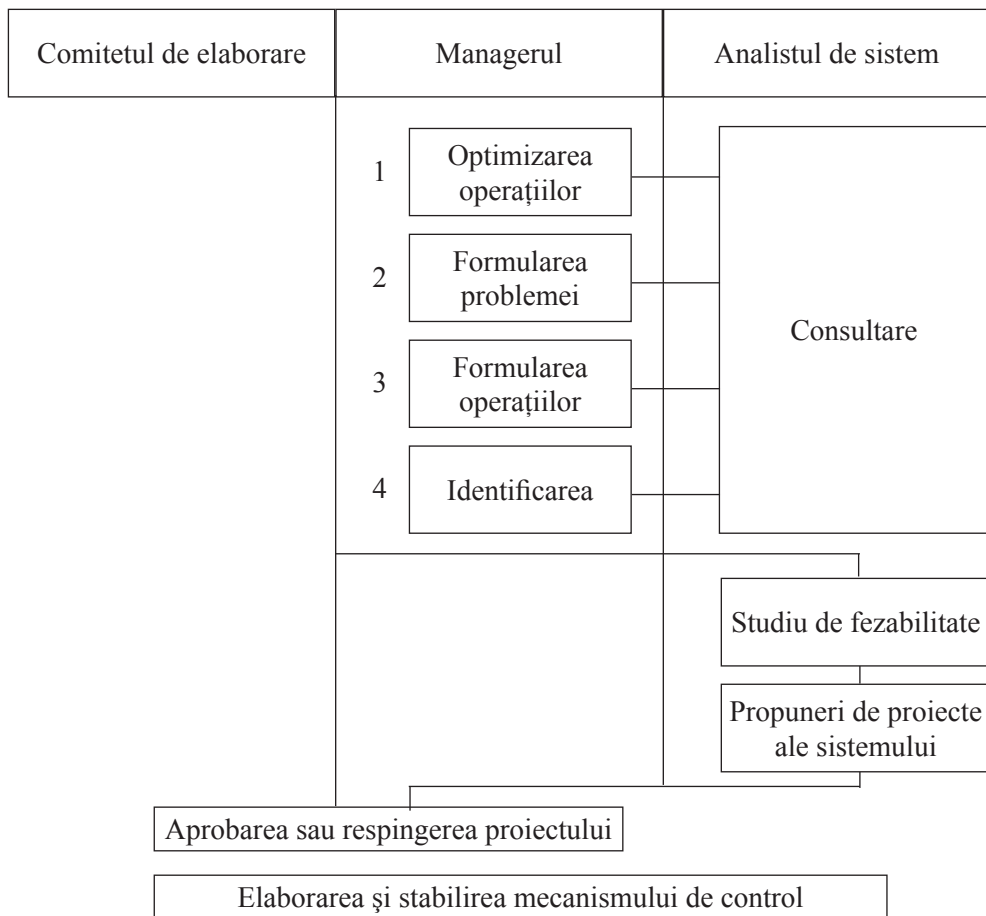 Comitetul de elaborare
Managerul
Analistul de sistem
1
Optimizarea
operațiilor
2
Formularea
problemei
3
Formularea
operațiilor
4
Identificarea
Consultare
Studiu de fezabilitate
Propuneri de proiecte
ale sistemului
Aprobarea sau respingerea proiectului
Elaborarea şi stabilirea mecanismului de control